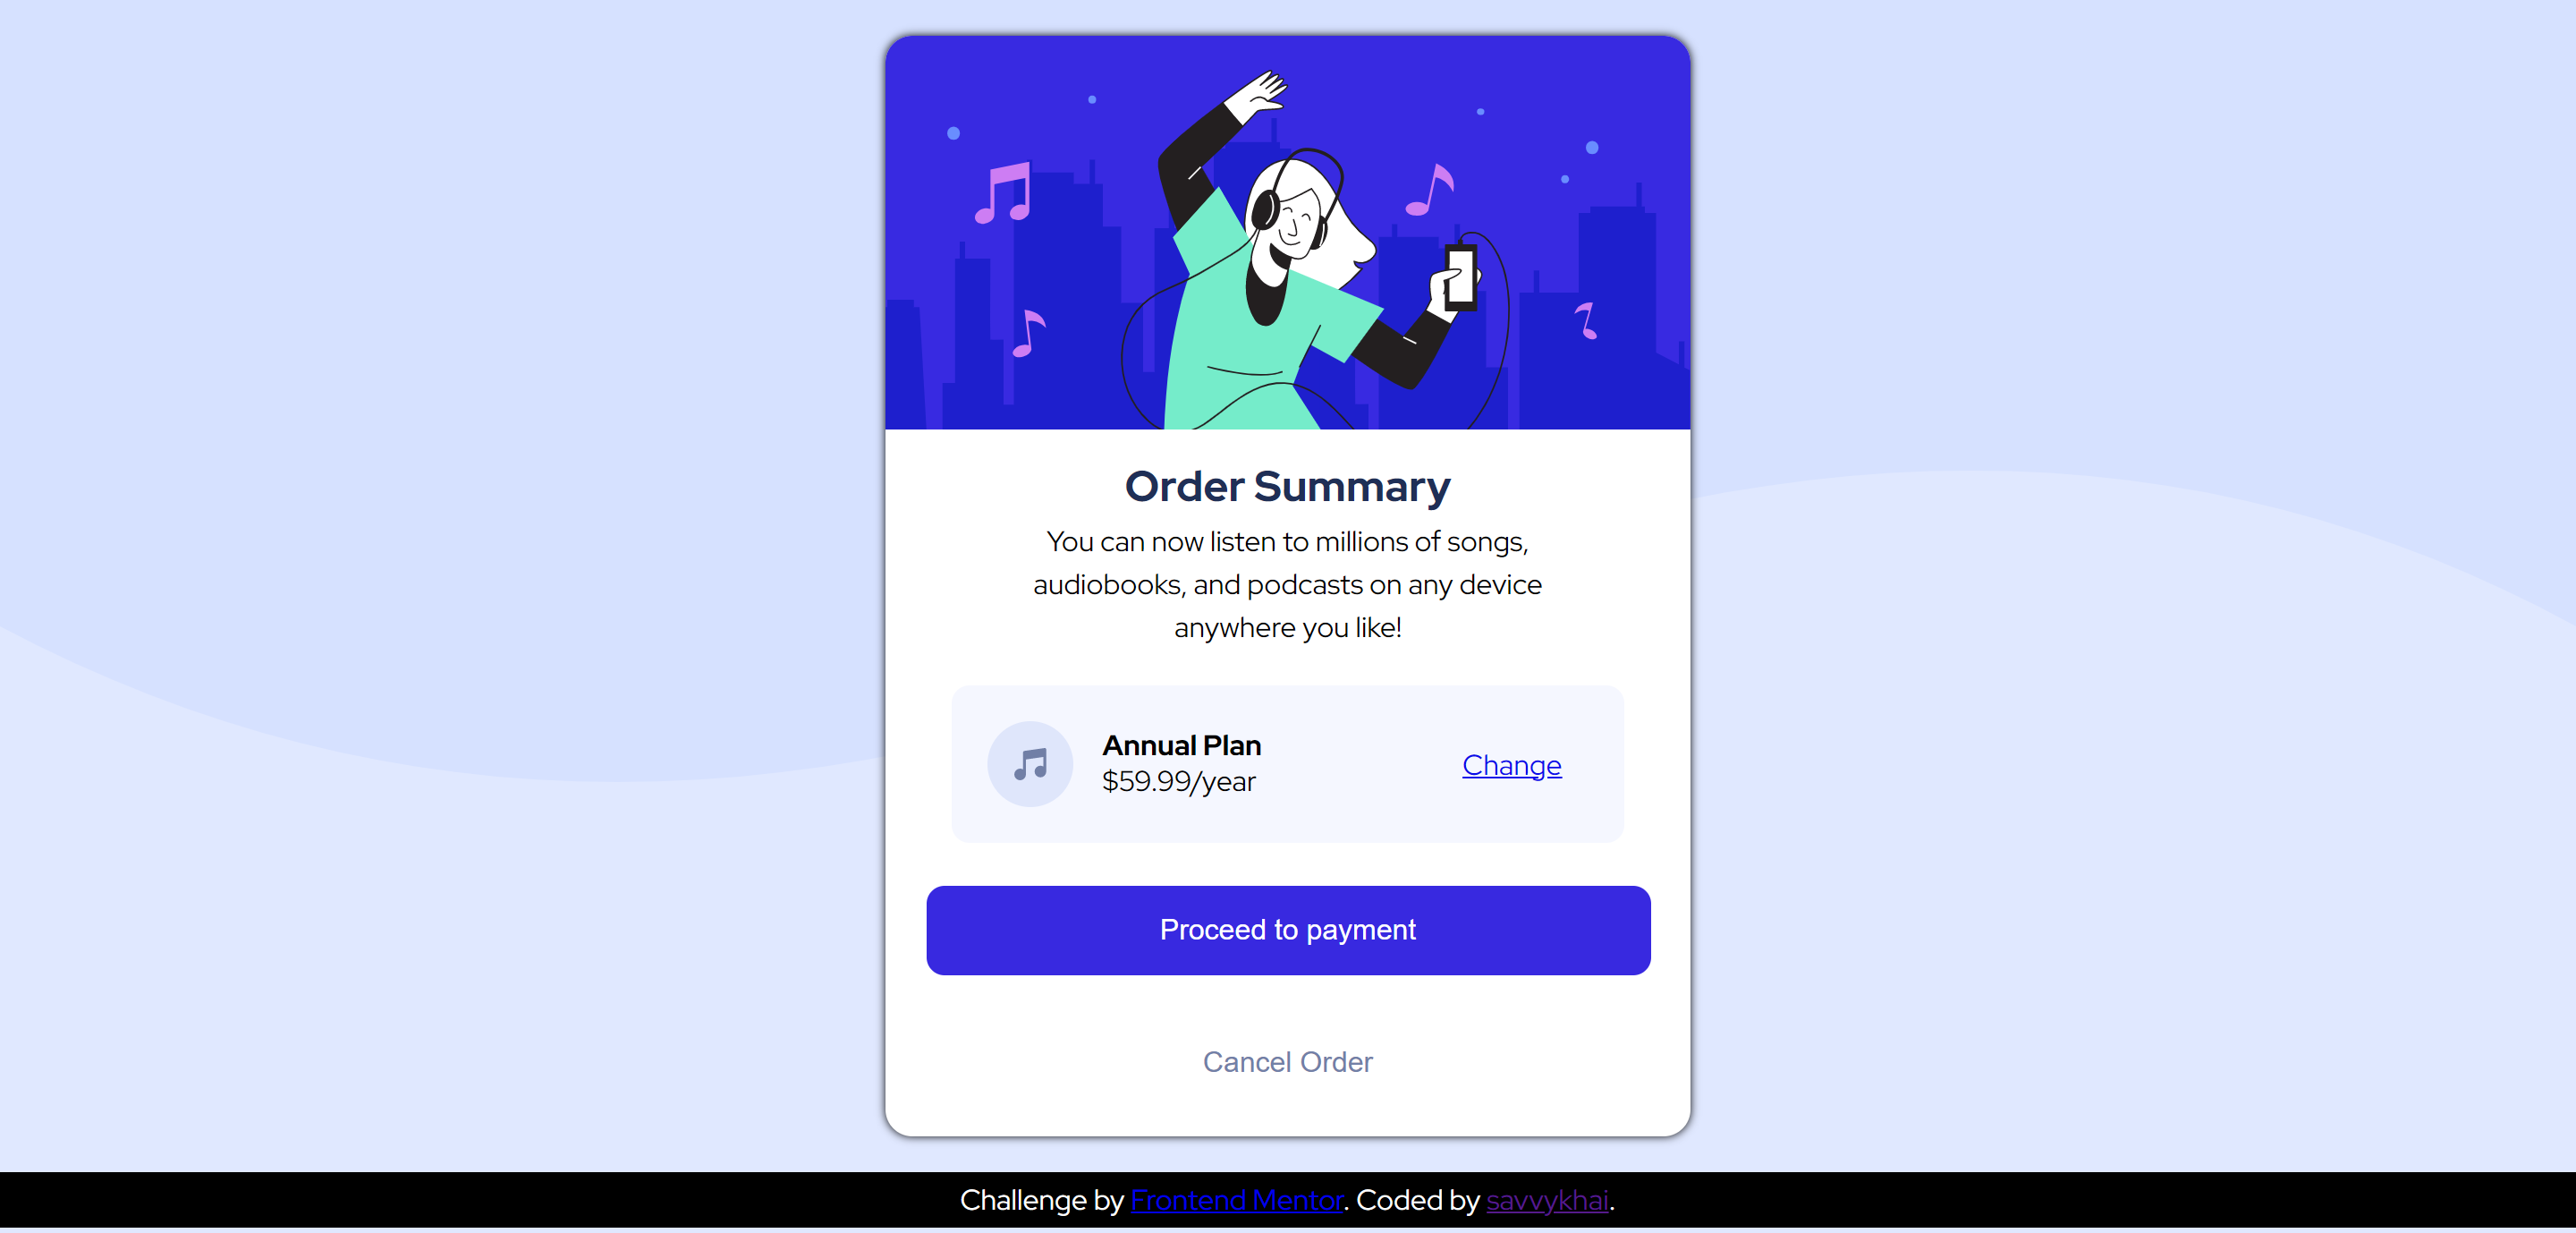 Order Summary
You can now listen to millions of songs,
audiobooks, and podcasts on any device
anywhere you like!
Annual Plan
$59.99/year
Change
Proceed to payment
Cancel Order
Challenge by Frontend Mentor. Coded by savvykhai.